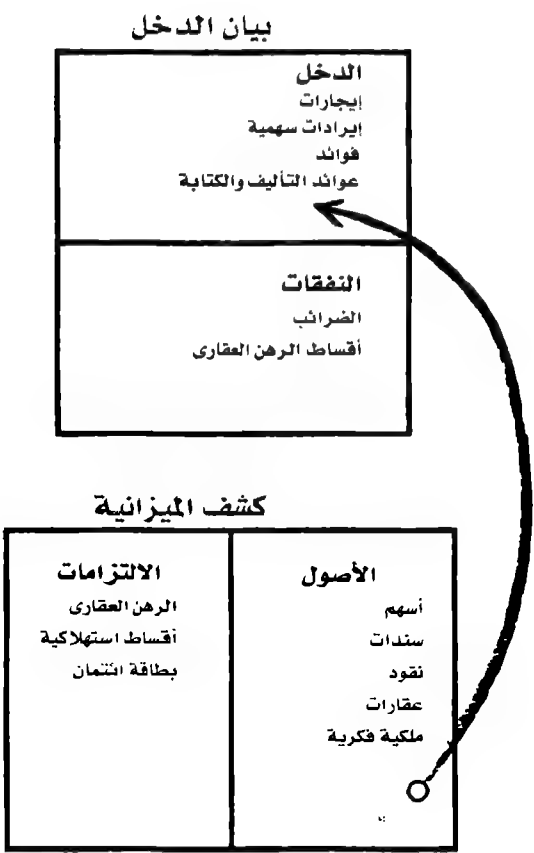 بيان الدخل
الدخل
إيجارات
إيرادات سهمية
فوائد
عوائد التأليف والكتابة
النفقات
الضرائب
أقساط الرهن العقارى
كشف الميزانية
الأصول
أسهم
سندات
نقود
عقارات
ملكية فكرية
الالتزامات
الرهن العقارى
أقساط استهلاكية
بطاقة ائتمان